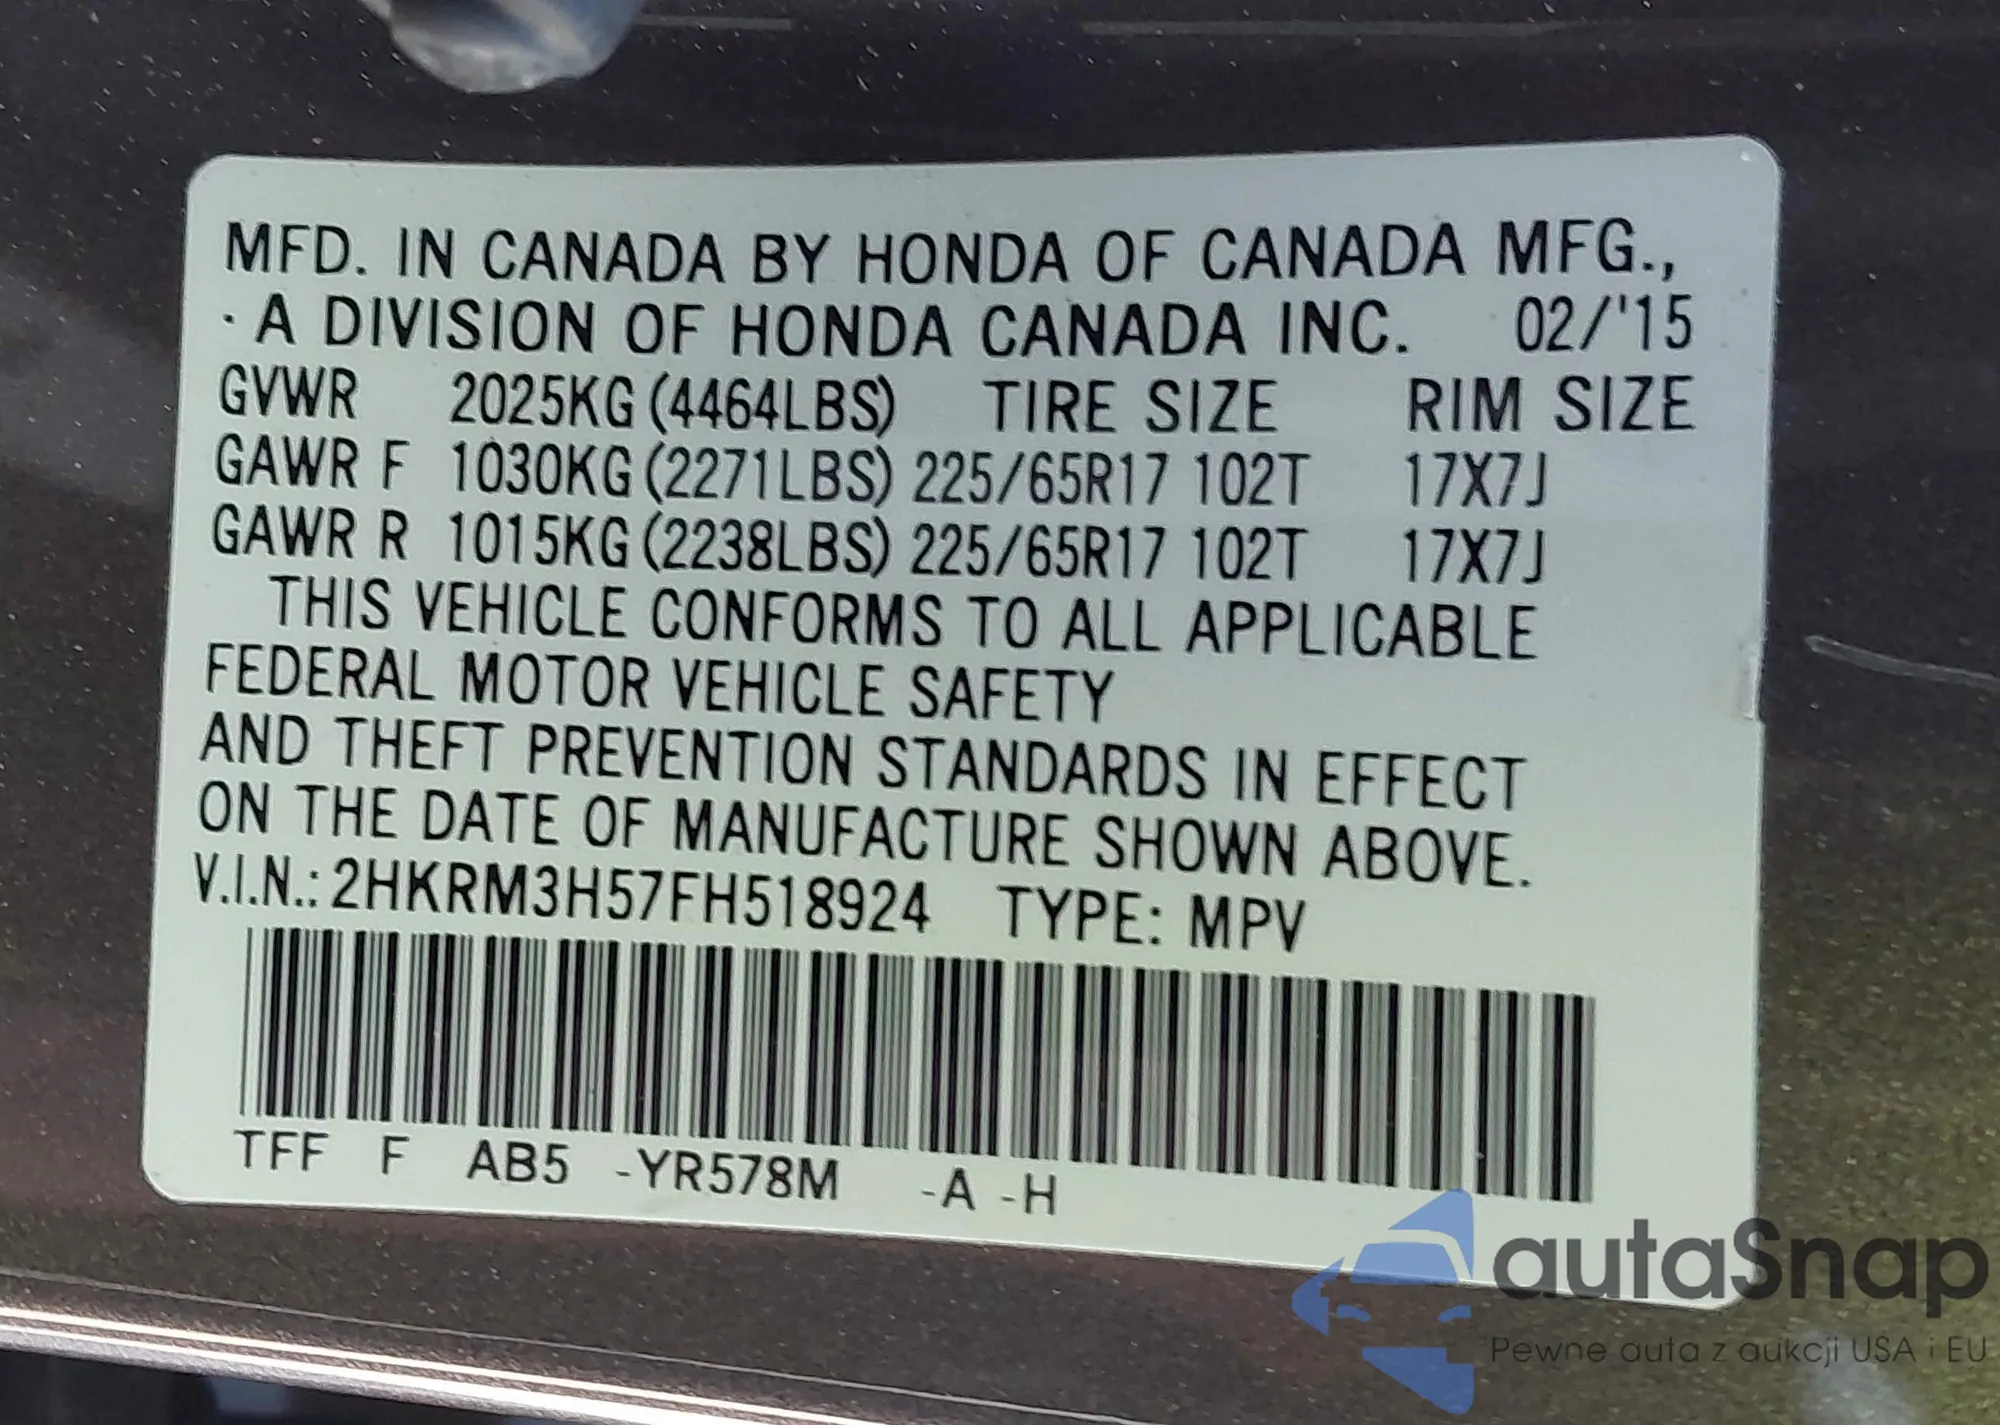 MFD. IN CANADA BY HONDA OF CANADA MFG.,
· A DIVISION OF HONDA CANADA INC. 02/'15
GVWR 2025KG (4464LBS) TIRE SIZE RIM SIZE
GAWR F 1030KG (2271LBS) 225/65R17 102T 17X7J
GAWR R 1015KG (2238LBS) 225/65R17 102T 17X7J
THIS VEHICLE CONFORMS TO ALL APPLICABLE
FEDERAL MOTOR VEHICLE SAFETY
AND THEFT PREVENTION STANDARDS IN EFFECT
ON THE DATE OF MANUFACTURE SHOWN ABOVE.
V.I.N.: 2HKRM3H57FH518924 TYPE: MPV
TFF F AB5 -YR578M -A -H
autaSnap
Pewne auta z aukcji USA i EU